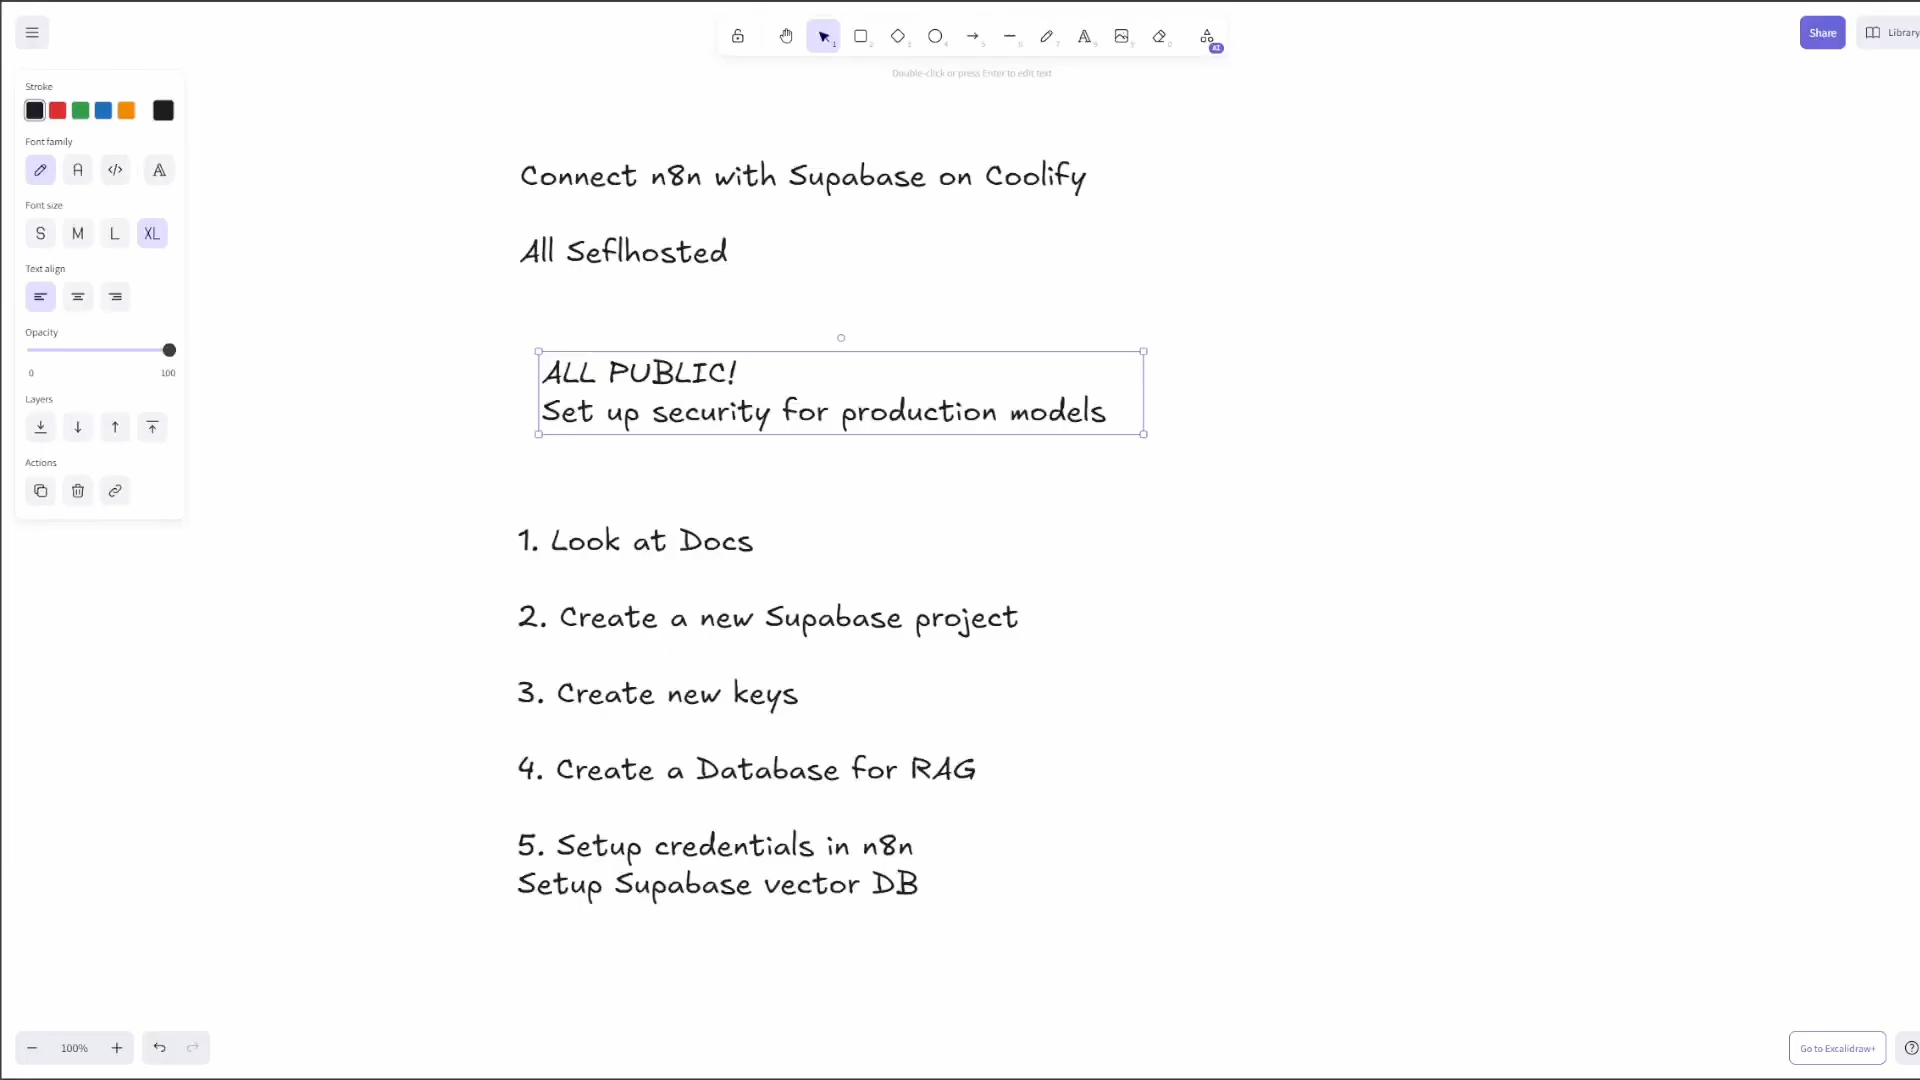 Share
Library
Double-click or press Enter to edit text
Stroke
Font family
Font size
S M L XL
Text align
Opacity
0 100
Layers
Actions
Connect n8n with Supabase on Coolify
All Seflhosted
ALL PUBLIC!
Set up security for production models
1. Look at Docs
2. Create a new Supabase project
3. Create new keys
4. Create a Database for RAG
5. Setup credentials in n8n
Setup Supabase vector DB
100%
Go to Excalidraw+